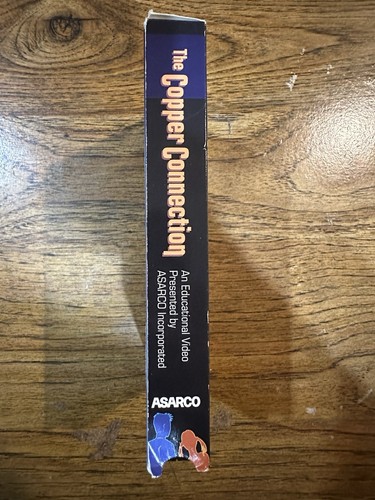 The Copper Connection
An Educational Video
Presented by
ASARCO Incorporated
ASARCO